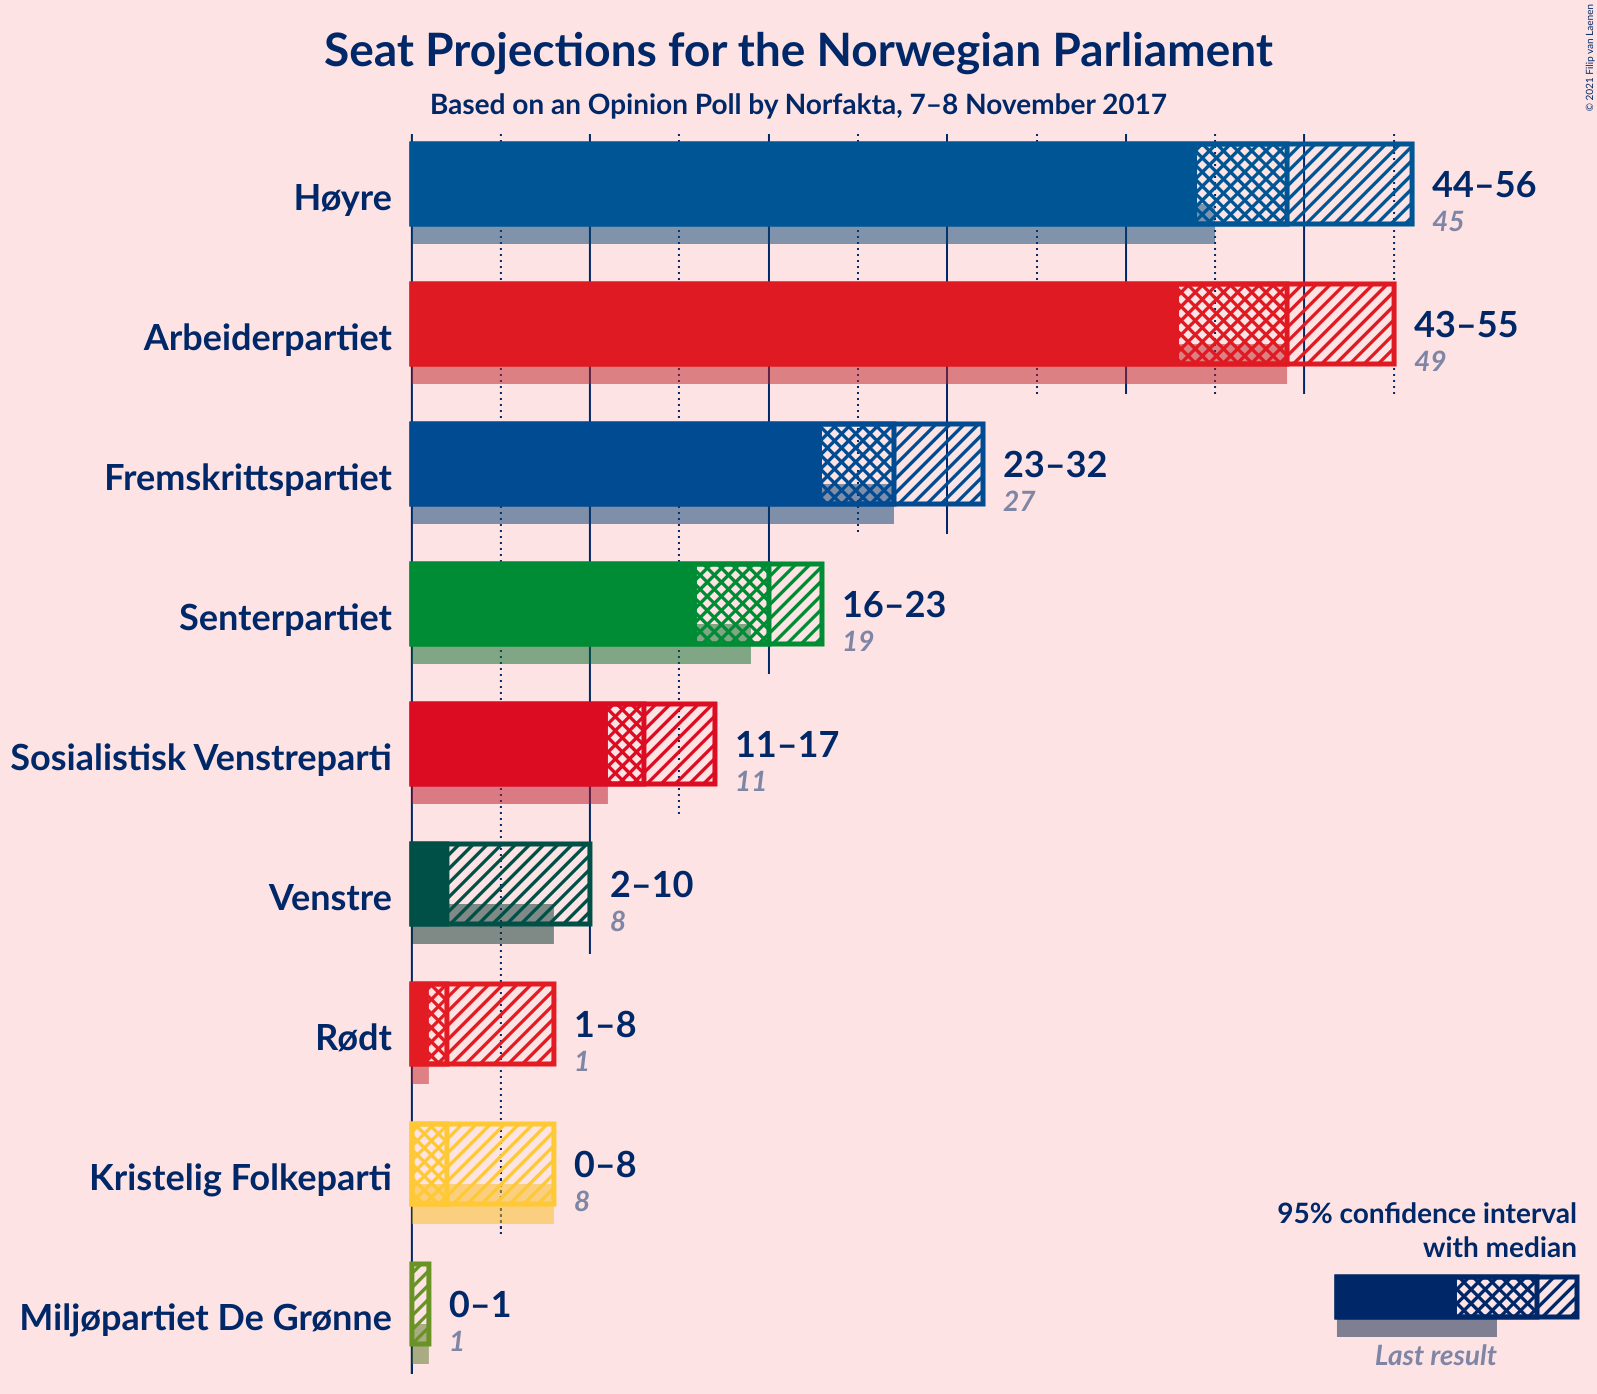 Seat Projections for the Norwegian Parliament
Based on an Opinion Poll by Norfakta, 7–8 November 2017
© 2021 Filip van Laenen
Høyre
44–56
45
Arbeiderpartiet
43–55
49
Fremskrittspartiet
23–32
27
Senterpartiet
16–23
19
Sosialistisk Venstreparti
11–17
11
Venstre
2–10
8
Rødt
1–8
1
Kristelig Folkeparti
0–8
8
Miljøpartiet De Grønne
0–1
1
95% confidence interval
with median
Last result